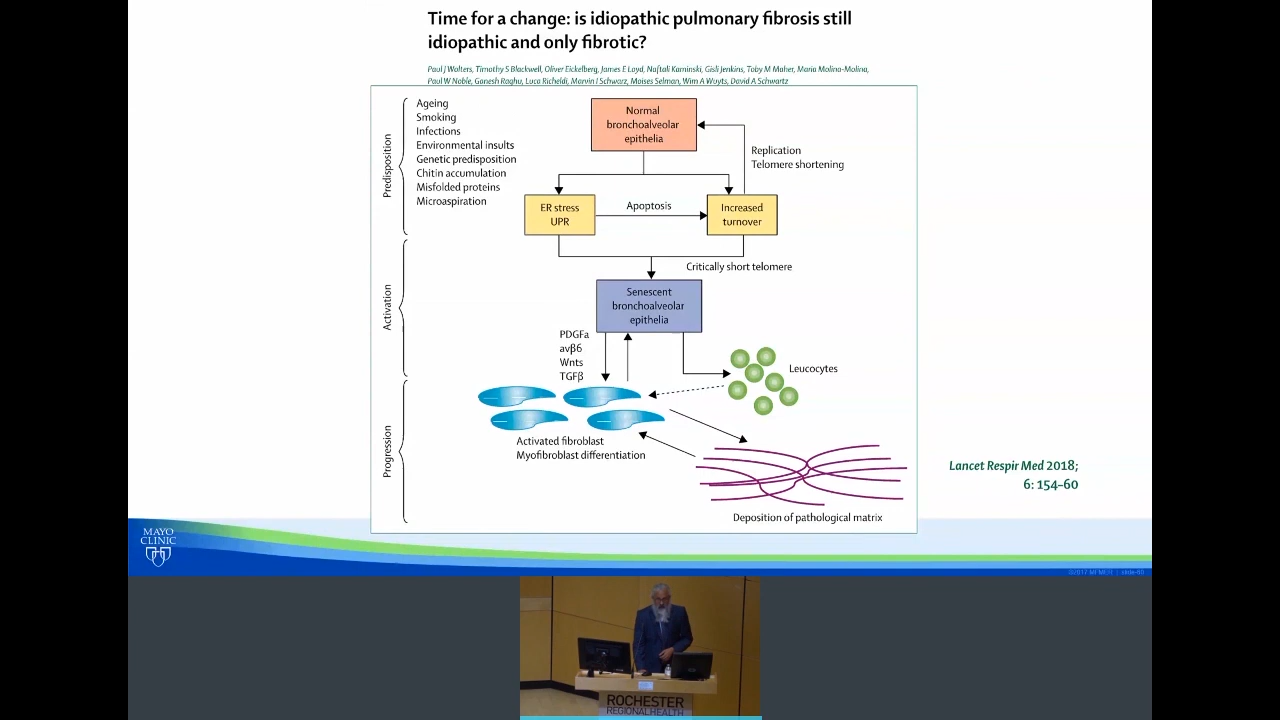 Time for a change: is idiopathic pulmonary fibrosis still
idiopathic and only fibrotic?
Paul J Wolters, Timothy S Blackwell, Oliver Eickelberg, James E Loyd, Naftali Kaminski, Gisli Jenkins, Toby M Maher, Maria Molina-Molina,
Paul W Noble, Ganesh Raghu, Luca Richeldi, Marvin I Schwarz, Moises Selman, Wim A Wuyts, David A Schwartz
Predisposition
Ageing
Smoking
Infections
Environmental insults
Genetic predisposition
Chitin accumulation
Misfolded proteins
Microaspiration
Normal
bronchoalveolar
epithelia
Replication
Telomere shortening
ER stress
UPR
Apoptosis
Increased
turnover
Critically short telomere
Activation
Senescent
bronchoalveolar
epithelia
PDGFa
avβ6
Wnts
TGFβ
Leucocytes
Progression
Activated fibroblast
Myofibroblast differentiation
Deposition of pathological matrix
Lancet Respir Med 2018;
6: 154–60
MAYO
CLINIC
©2017 MFMER | slide-60
ROCHESTER
REGIONAL HEALTH